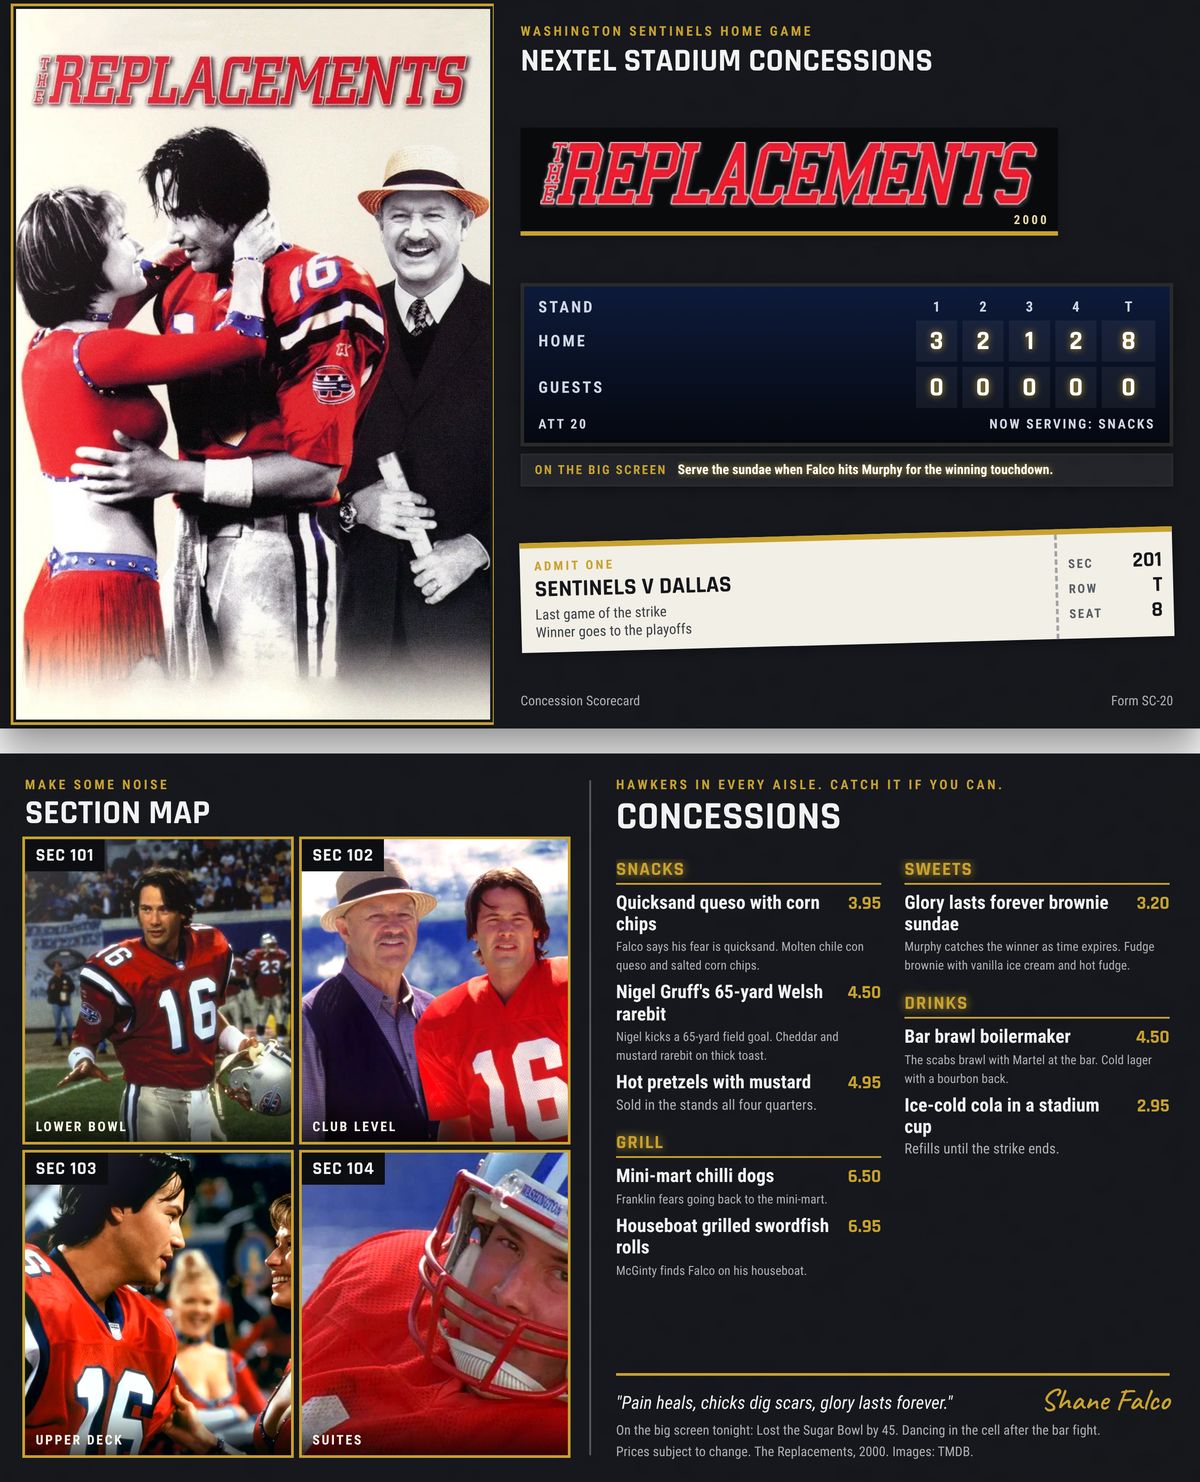 THE REPLACEMENTS
16
WASHINGTON SENTINELS HOME GAME
NEXTEL STADIUM CONCESSIONS
THE REPLACEMENTS
2000
STAND 1 2 3 4 T
HOME 3 2 1 2 8
GUESTS 0 0 0 0 0
ATT 20 NOW SERVING: SNACKS
ON THE BIG SCREEN Serve the sundae when Falco hits Murphy for the winning touchdown.
ADMIT ONE
SENTINELS V DALLAS
Last game of the strike
Winner goes to the playoffs
SEC 201
ROW T
SEAT 8
Concession Scorecard Form SC-20
MAKE SOME NOISE
SECTION MAP
SEC 101
16
16
23
LOWER BOWL
SEC 102
16
CLUB LEVEL
SEC 103
16
UPPER DECK
SEC 104
WASHINGTON
SUITES
HAWKERS IN EVERY AISLE. CATCH IT IF YOU CAN.
CONCESSIONS
SNACKS
Quicksand queso with corn 3.95
chips
Falco says his fear is quicksand. Molten chile con
queso and salted corn chips.
Nigel Gruff's 65-yard Welsh 4.50
rarebit
Nigel kicks a 65-yard field goal. Cheddar and
mustard rarebit on thick toast.
Hot pretzels with mustard 4.95
Sold in the stands all four quarters.
GRILL
Mini-mart chilli dogs 6.50
Franklin fears going back to the mini-mart.
Houseboat grilled swordfish 6.95
rolls
McGinty finds Falco on his houseboat.
SWEETS
Glory lasts forever brownie 3.20
sundae
Murphy catches the winner as time expires. Fudge
brownie with vanilla ice cream and hot fudge.
DRINKS
Bar brawl boilermaker 4.50
The scabs brawl with Martel at the bar. Cold lager
with a bourbon back.
Ice-cold cola in a stadium 2.95
cup
Refills until the strike ends.
"Pain heals, chicks dig scars, glory lasts forever." Shane Falco
On the big screen tonight: Lost the Sugar Bowl by 45. Dancing in the cell after the bar fight.
Prices subject to change. The Replacements, 2000. Images: TMDB.